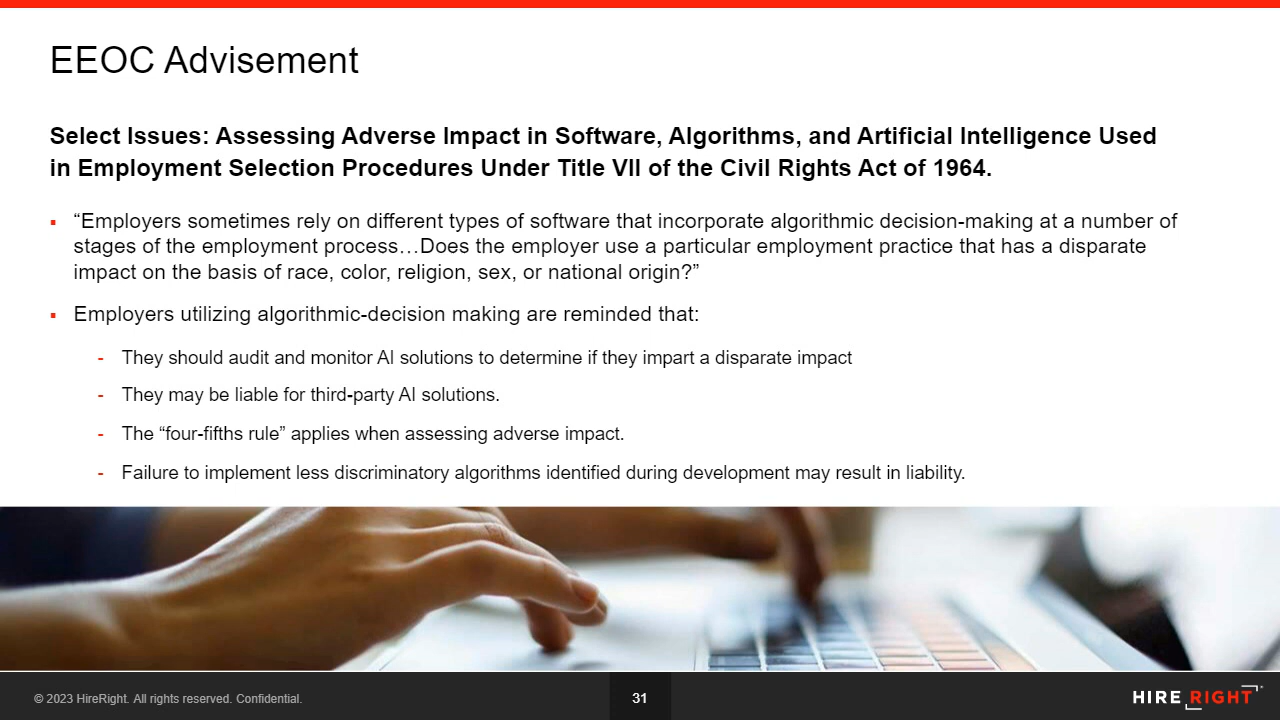 EEOC Advisement
Select Issues: Assessing Adverse Impact in Software, Algorithms, and Artificial Intelligence Used
in Employment Selection Procedures Under Title VII of the Civil Rights Act of 1964.
▪ “Employers sometimes rely on different types of software that incorporate algorithmic decision-making at a number of
stages of the employment process…Does the employer use a particular employment practice that has a disparate
impact on the basis of race, color, religion, sex, or national origin?”
▪ Employers utilizing algorithmic-decision making are reminded that:
- They should audit and monitor AI solutions to determine if they impart a disparate impact
- They may be liable for third-party AI solutions.
- The “four-fifths rule” applies when assessing adverse impact.
- Failure to implement less discriminatory algorithms identified during development may result in liability.
© 2023 HireRight. All rights reserved. Confidential.
31
HIRE RIGHT